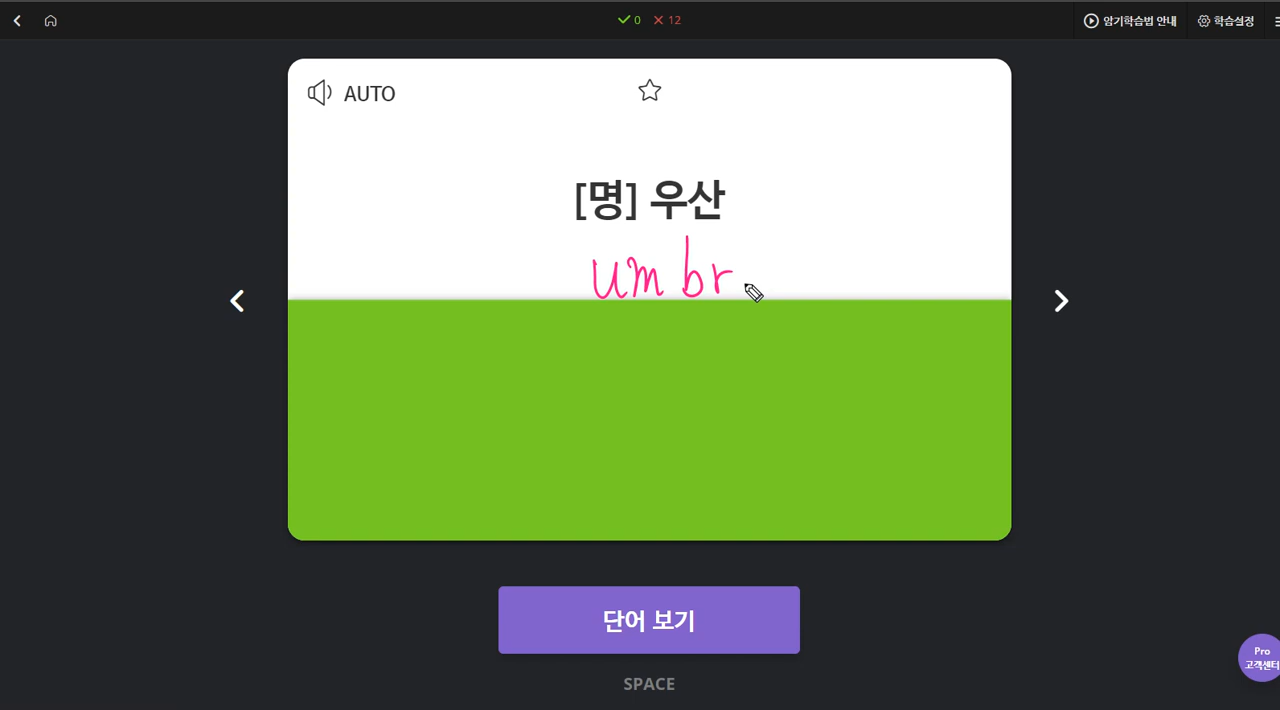 0 12 암기학습법 안내 학습설정
AUTO
[명] 우산
umbr
단어 보기
SPACE
Pro
고객센터